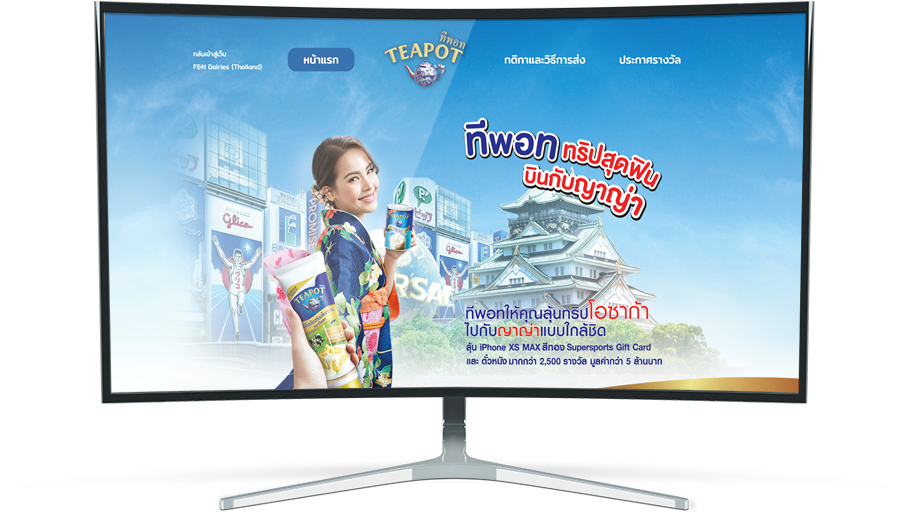 กลับเข้าสู่เว็บ
F&N Dairies (Thailand)
หน้าแรก
ทีพอท
TEAPOT
กติกาและวิธีการส่ง
ประกาศรางวัล
ทีพอท ทริปสุดฟิน
บินกับญาญ่า
Glico
TEAPOT
TEAPOT
Glico
ทีพอทให้คุณลุ้นทริปโอซาก้า
ไปกับญาญ่าแบบใกล้ชิด
ลุ้น iPhone XS MAX สีทอง Supersports Gift Card
และ ตั๋วหนัง มากกว่า 2,500 รางวัล มูลค่ากว่า 5 ล้านบาท